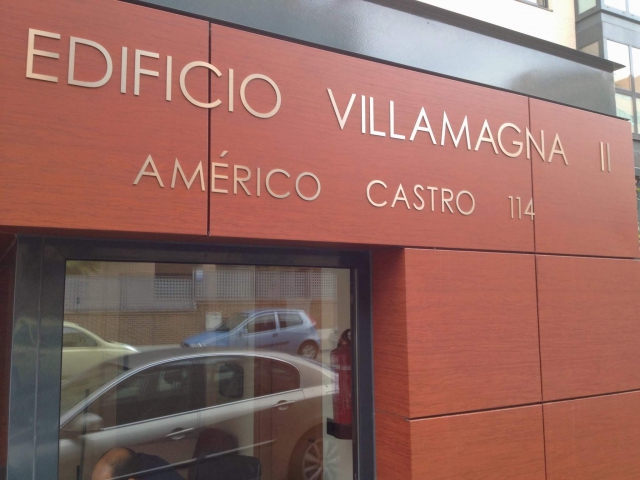 EDIFICIO VILLAMAGNA II
AMÉRICO CASTRO 114